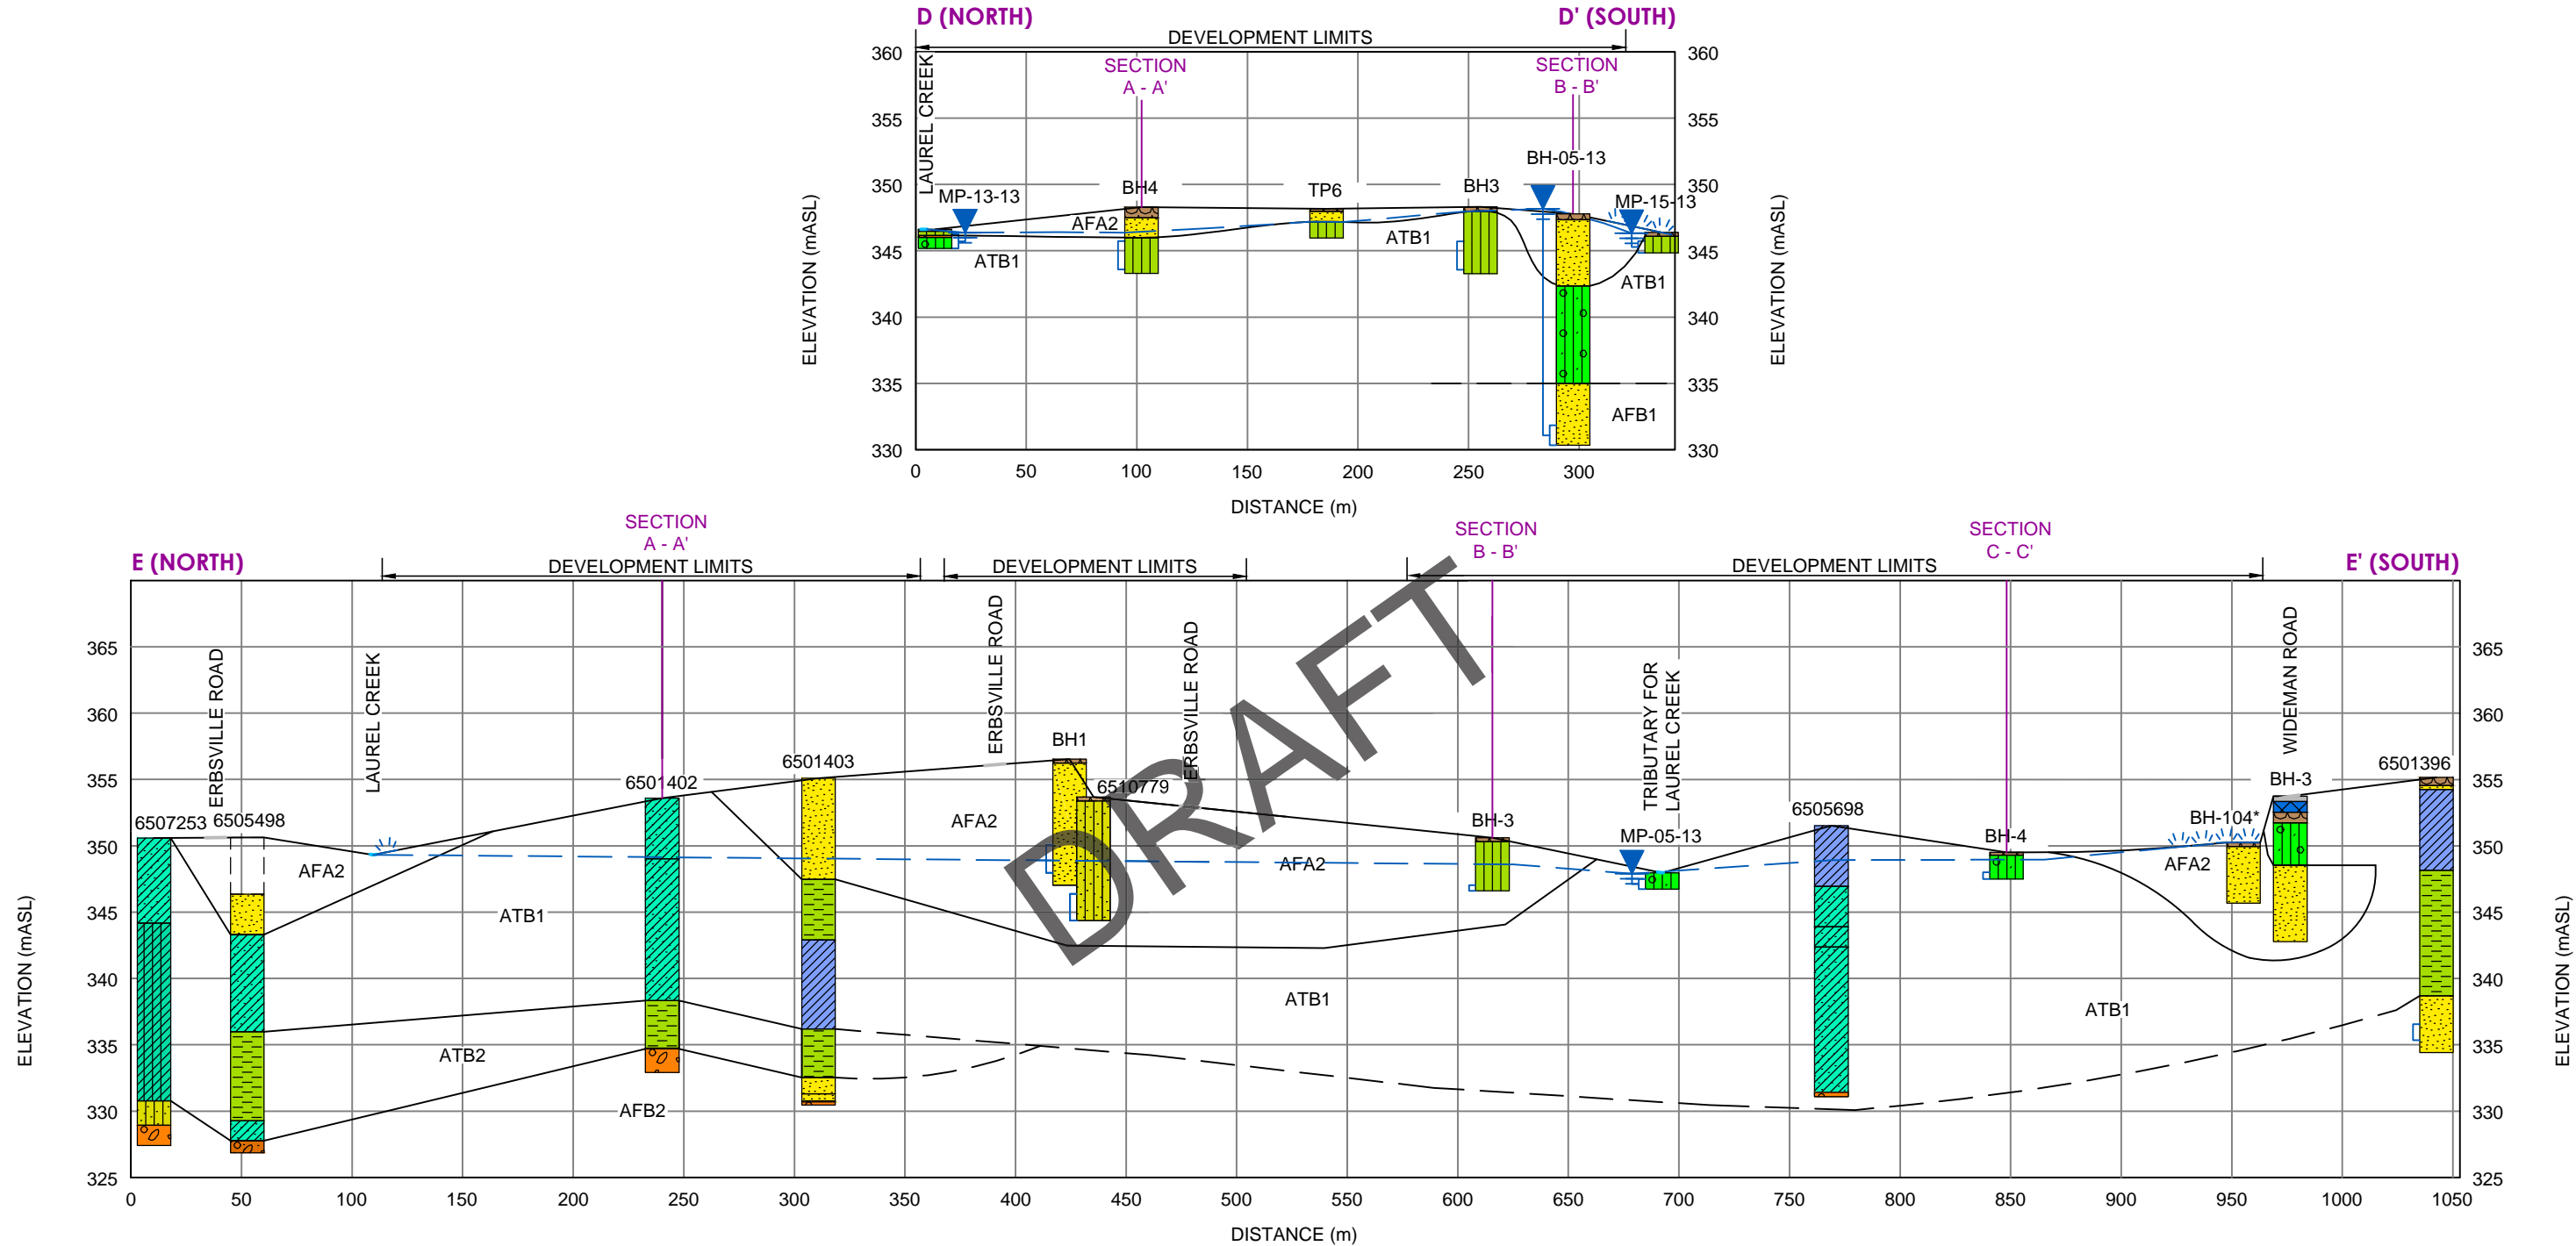 D (NORTH)
D' (SOUTH)
DEVELOPMENT LIMITS
360
360
SECTION
A - A'
SECTION
B - B'
LAUREL CREEK
355
355
BH-05-13
350
350
MP-13-13
BH4
TP6
BH3
MP-15-13
AFA2
ATB1
345
345
ATB1
ATB1
340
340
335
335
AFB1
330
330
ELEVATION (mASL)
ELEVATION (mASL)
0
50
100
150
200
250
300
DISTANCE (m)
SECTION
A - A'
SECTION
B - B'
SECTION
C - C'
E (NORTH)
E' (SOUTH)
DEVELOPMENT LIMITS
DEVELOPMENT LIMITS
DEVELOPMENT LIMITS
365
365
ERBSVILLE ROAD
LAUREL CREEK
ERBSVILLE ROAD
ERBSVILLE ROAD
TRIBUTARY FOR
LAUREL CREEK
WIDEMAN ROAD
360
360
BH1
6501403
6501402
6510779
BH-3
6501396
355
355
6507253
6505498
BH-3
MP-05-13
6505698
BH-4
BH-104*
350
350
AFA2
AFA2
AFA2
AFA2
345
345
ATB1
340
340
ATB1
ATB1
335
335
ATB2
330
330
AFB2
325
325
DRAFT
ELEVATION (mASL)
ELEVATION (mASL)
0
50
100
150
200
250
300
350
400
450
500
550
600
650
700
750
800
850
900
950
1000
1050
DISTANCE (m)